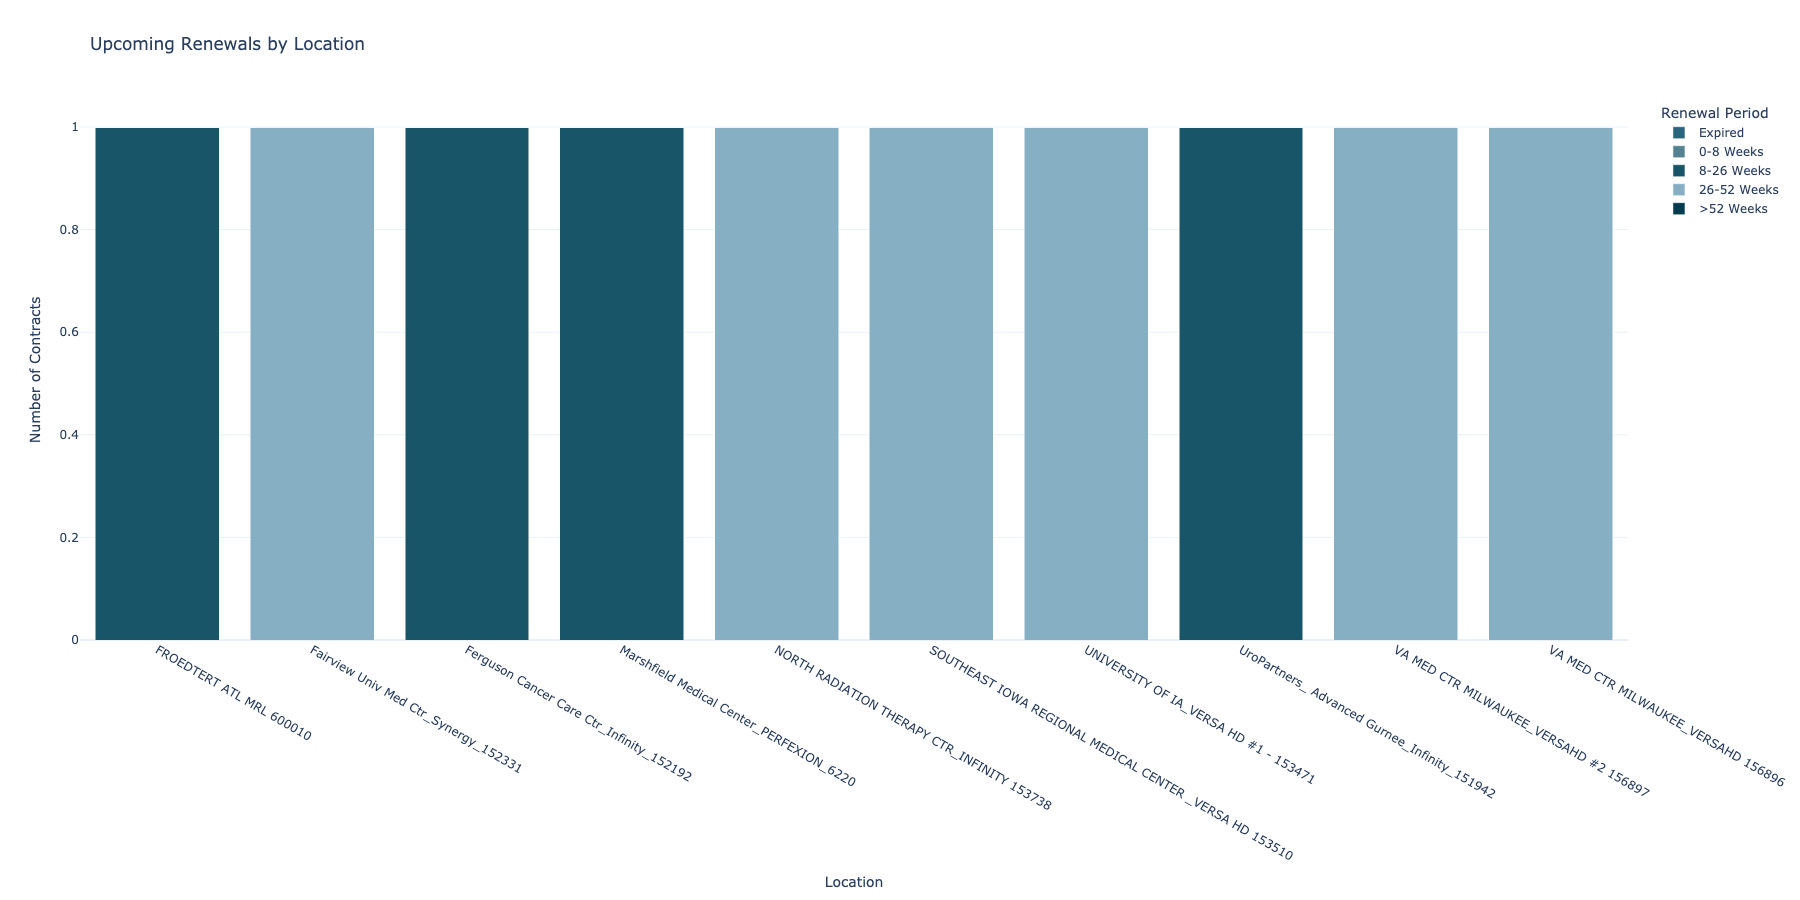 Upcoming Renewals by Location
Renewal Period
Expired
0-8 Weeks
8-26 Weeks
26-52 Weeks
>52 Weeks
Number of Contracts
1
0.8
0.6
0.4
0.2
0
FROEDTERT ATL MRL 600010
Fairview Univ Med Ctr_Synergy_152331
Ferguson Cancer Care Ctr_Infinity_152192
Marshfield Medical Center_PERFEXION_6220
NORTH RADIATION THERAPY CTR_INFINITY 153738
SOUTHEAST IOWA REGIONAL MEDICAL CENTER _VERSA HD 153510
UNIVERSITY OF IA_VERSA HD #1 - 153471
UroPartners_ Advanced Gurnee_Infinity_151942
VA MED CTR MILWAUKEE_VERSAHD #2 156897
VA MED CTR MILWAUKEE_VERSAHD 156896
Location